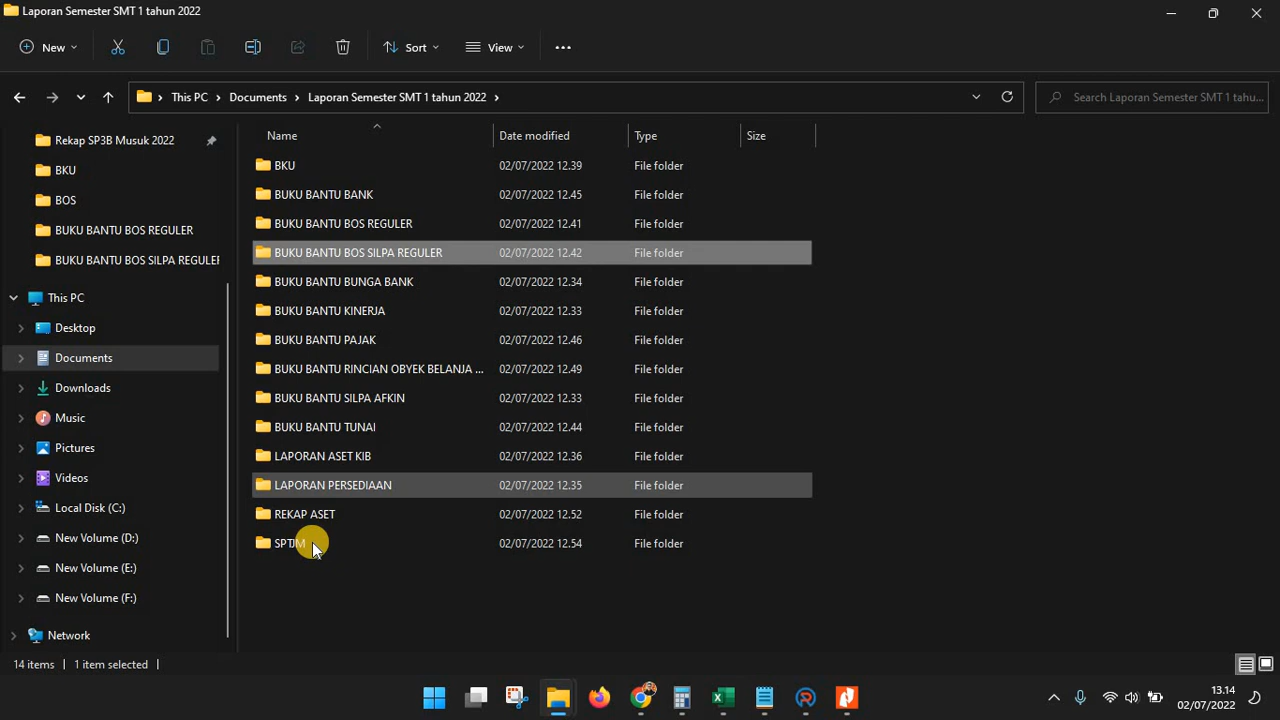 Laporan Semester SMT 1 tahun 2022
New
Sort
View
This PC > Documents > Laporan Semester SMT 1 tahun 2022 >
Search Laporan Semester SMT 1 tahu...
Name Date modified Type Size
Rekap SP3B Musuk 2022
BKU
BOS
BUKU BANTU BOS REGULER
BUKU BANTU BOS SILPA REGULER
This PC
Desktop
Documents
Downloads
Music
Pictures
Videos
Local Disk (C:)
New Volume (D:)
New Volume (E:)
New Volume (F:)
Network
BKU 02/07/2022 12.39 File folder
BUKU BANTU BANK 02/07/2022 12.45 File folder
BUKU BANTU BOS REGULER 02/07/2022 12.41 File folder
BUKU BANTU BOS SILPA REGULER 02/07/2022 12.42 File folder
BUKU BANTU BUNGA BANK 02/07/2022 12.34 File folder
BUKU BANTU KINERJA 02/07/2022 12.33 File folder
BUKU BANTU PAJAK 02/07/2022 12.46 File folder
BUKU BANTU RINCIAN OBYEK BELANJA ... 02/07/2022 12.49 File folder
BUKU BANTU SILPA AFKIN 02/07/2022 12.33 File folder
BUKU BANTU TUNAI 02/07/2022 12.44 File folder
LAPORAN ASET KIB 02/07/2022 12.36 File folder
LAPORAN PERSEDIAAN 02/07/2022 12.35 File folder
REKAP ASET 02/07/2022 12.52 File folder
SPTJM 02/07/2022 12.54 File folder
14 items | 1 item selected |
13.14
02/07/2022